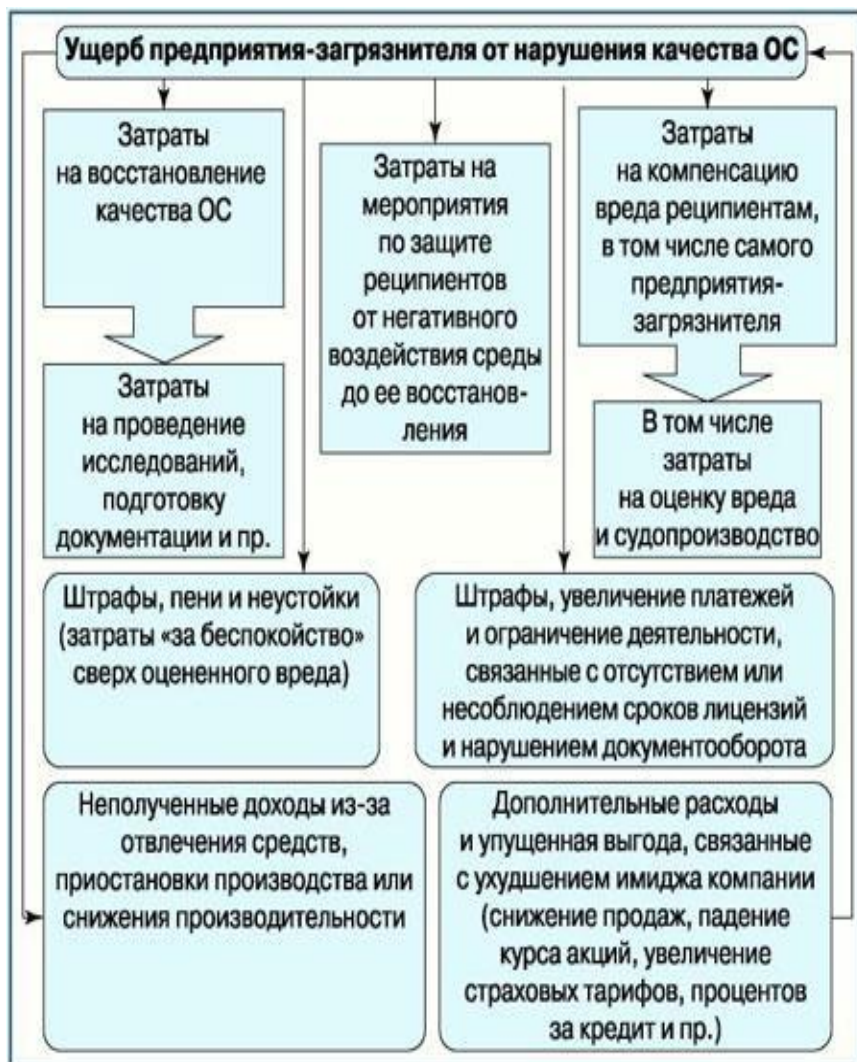 Ущерб предприятия-загрязнителя от нарушения качества ОС
Затраты
на восстановление
качества ОС
Затраты
на проведение
исследований,
подготовку
документации и пр.
Затраты на
мероприятия
по защите
реципиентов
от негативного
воздействия среды
до ее восстанов-
ления
Затраты
на компенсацию
вреда реципиентам,
в том числе самого
предприятия-
загрязнителя
В том числе
затраты
на оценку вреда
и судопроизводство
Штрафы, пени и неустойки
(затраты «за беспокойство»
сверх оцененного вреда)
Штрафы, увеличение платежей
и ограничение деятельности,
связанные с отсутствием или
несоблюдением сроков лицензий
и нарушением документооборота
Неполученные доходы из-за
отвлечения средств,
приостановки производства или
снижения производительности
Дополнительные расходы
и упущенная выгода, связанные
с ухудшением имиджа компании
(снижение продаж, падение
курса акций, увеличение
страховых тарифов, процентов
за кредит и пр.)